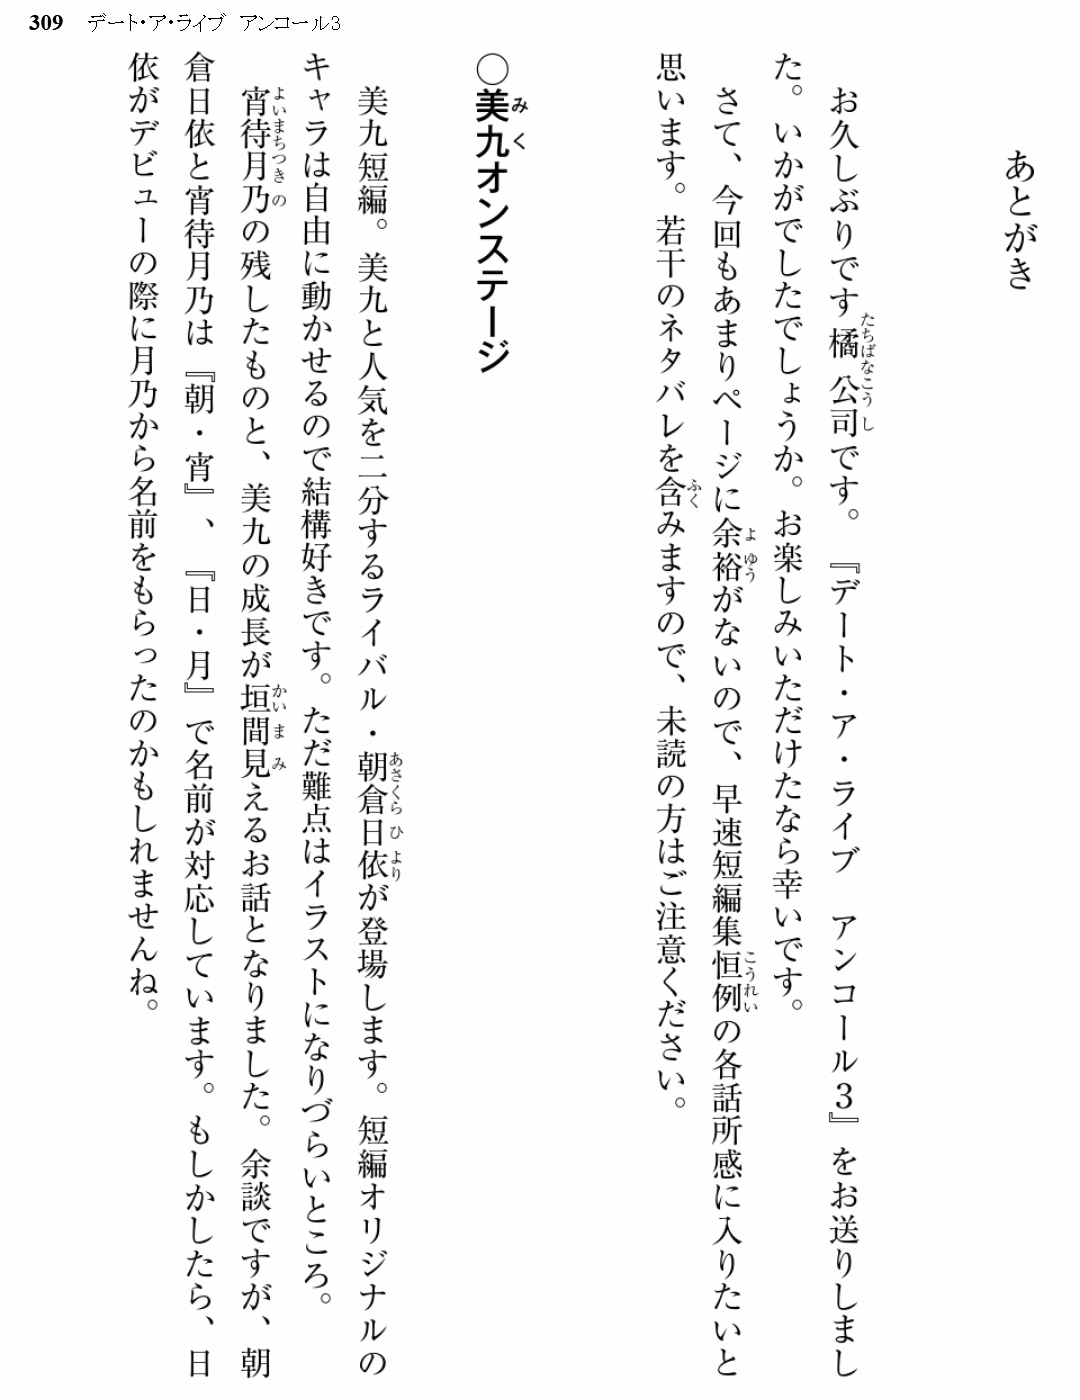 309 デート・ア・ライブ アンコール3
あとがき
お久しぶりです橘公司です。『デート・ア・ライブ アンコール３』をお送りしまし
た。いかがでしたでしょうか。お楽しみいただけたなら幸いです。
さて、今回もあまりページに余裕がないので、早速短編集恒例の各話所感に入りたいと
思います。若干のネタバレを含みますので、未読の方はご注意ください。
○美九オンステージ
美九短編。美九と人気を二分するライバル・朝倉日依が登場します。短編オリジナルの
キャラは自由に動かせるので結構好きです。ただ難点はイラストになりづらいところ。
宵待月乃の残したものと、美九の成長が垣間見えるお話となりました。余談ですが、朝
倉日依と宵待月乃は『朝・宵』、『日・月』で名前が対応しています。もしかしたら、日
依がデビューの際に月乃から名前をもらったのかもしれませんね。